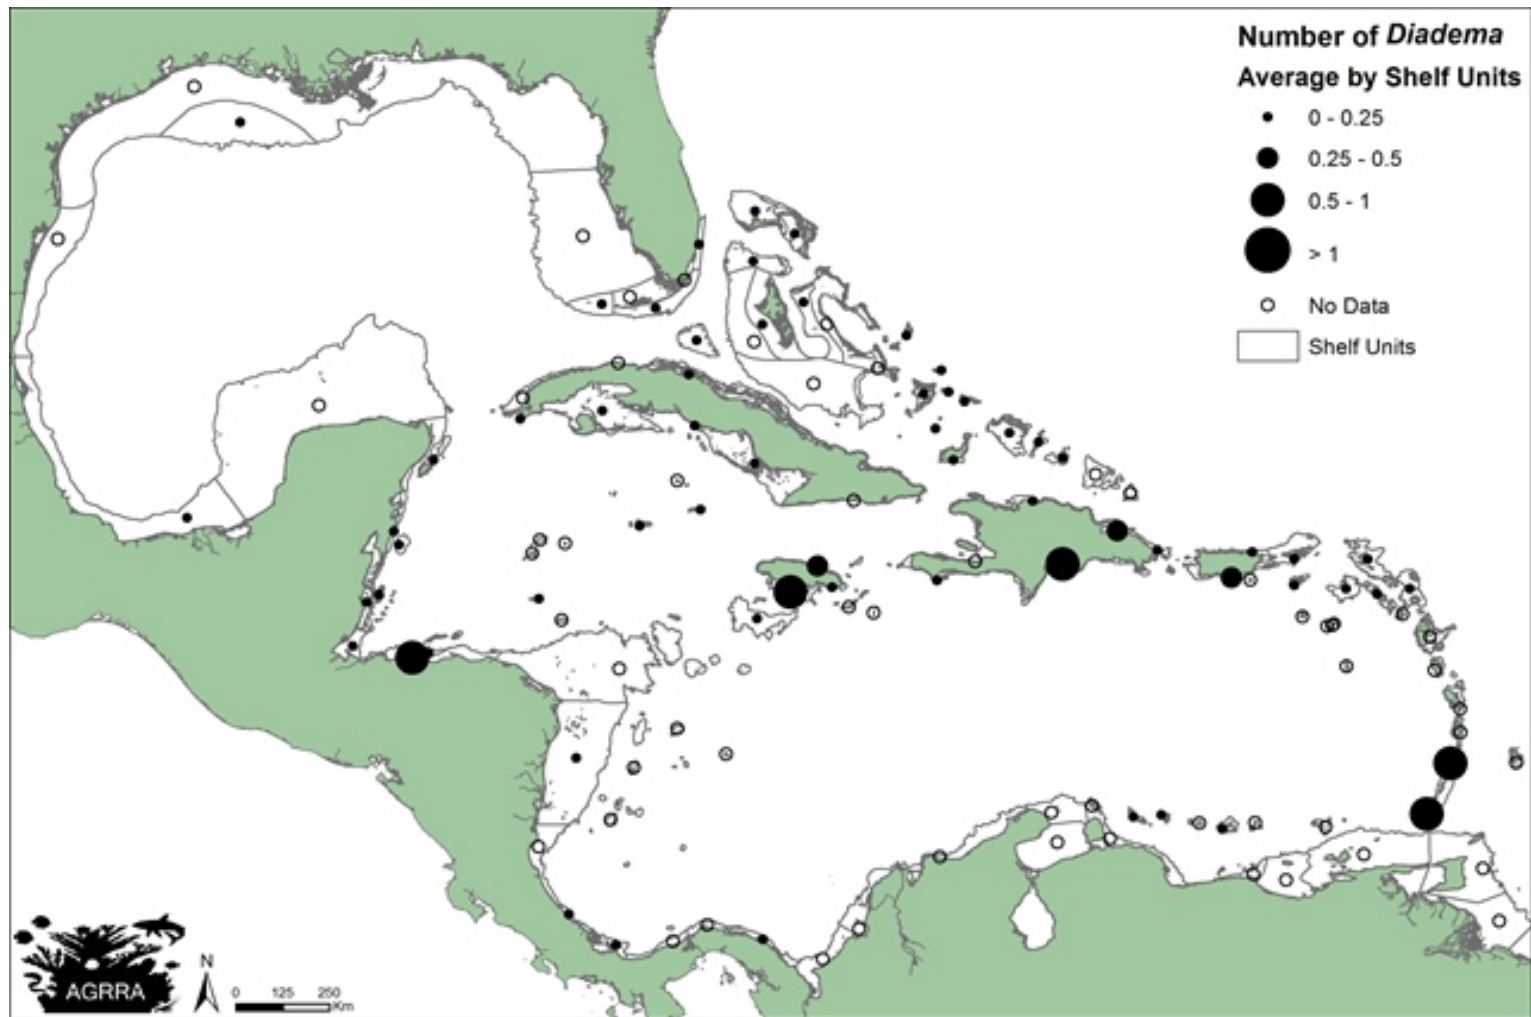 Number of Diadema
Average by Shelf Units
0 - 0.25
0.25 - 0.5
0.5 - 1
> 1
No Data
Shelf Units
AGRRA
N
0 125 250
Km